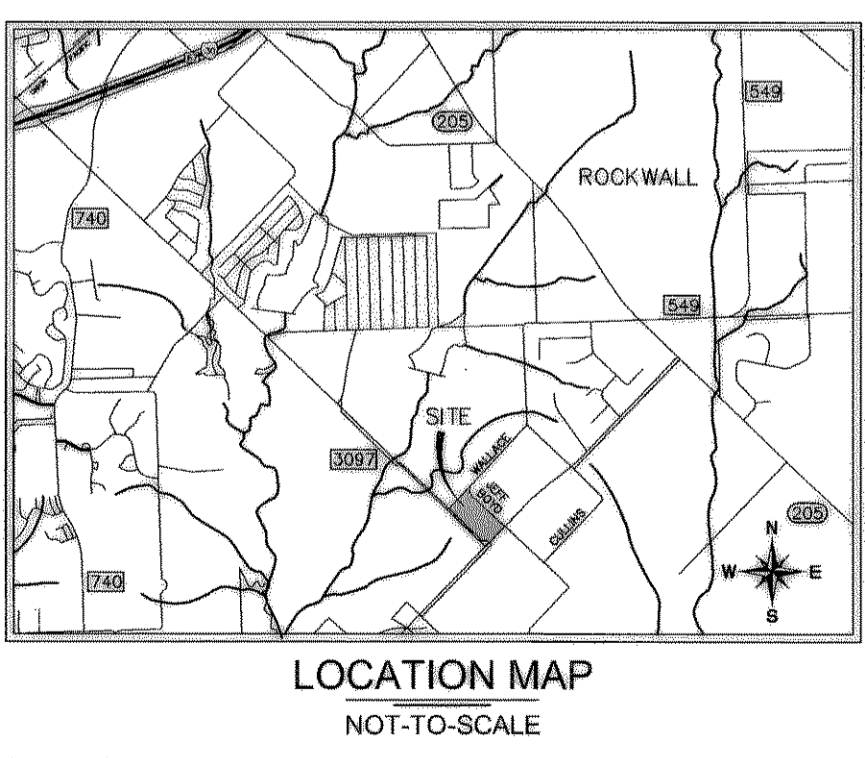 549
205
ROCKWALL
740
549
SITE
3097
WALLACE
JEFF
BOYD
CULLINS
205
740
N
W E
S
LOCATION MAP
NOT-TO-SCALE